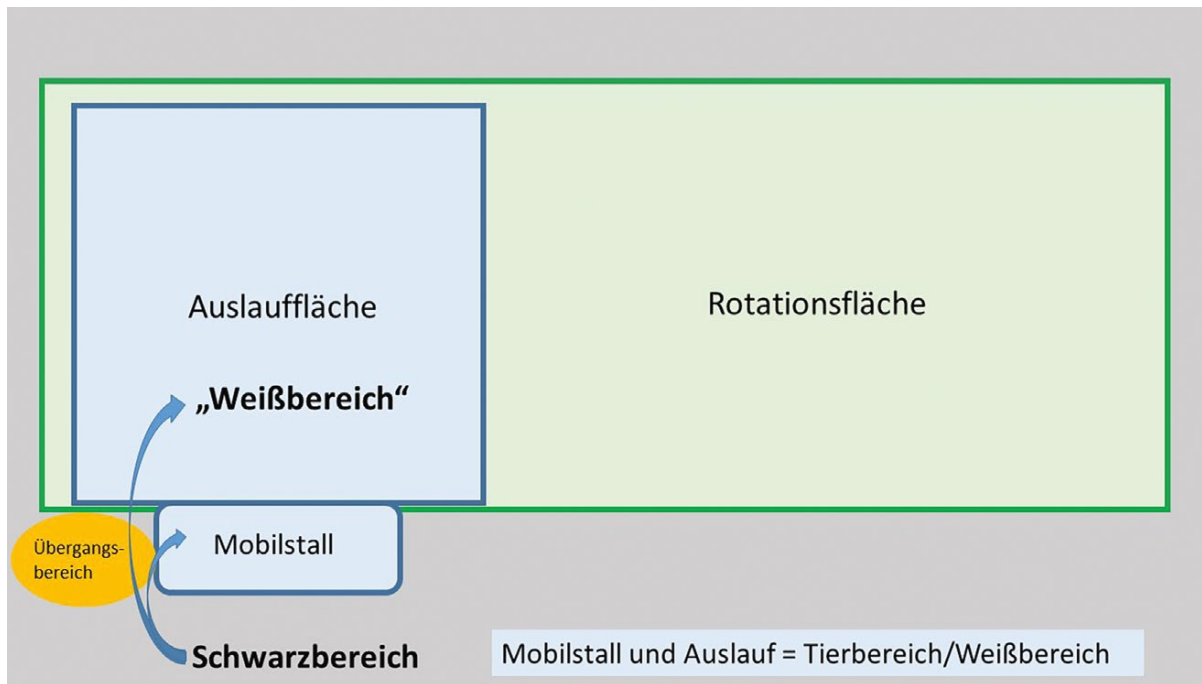 Auslauffläche
Rotationsfläche
„Weißbereich“
Übergangs-
bereich
Mobilstall
Schwarzbereich
Mobilstall und Auslauf = Tierbereich/Weißbereich